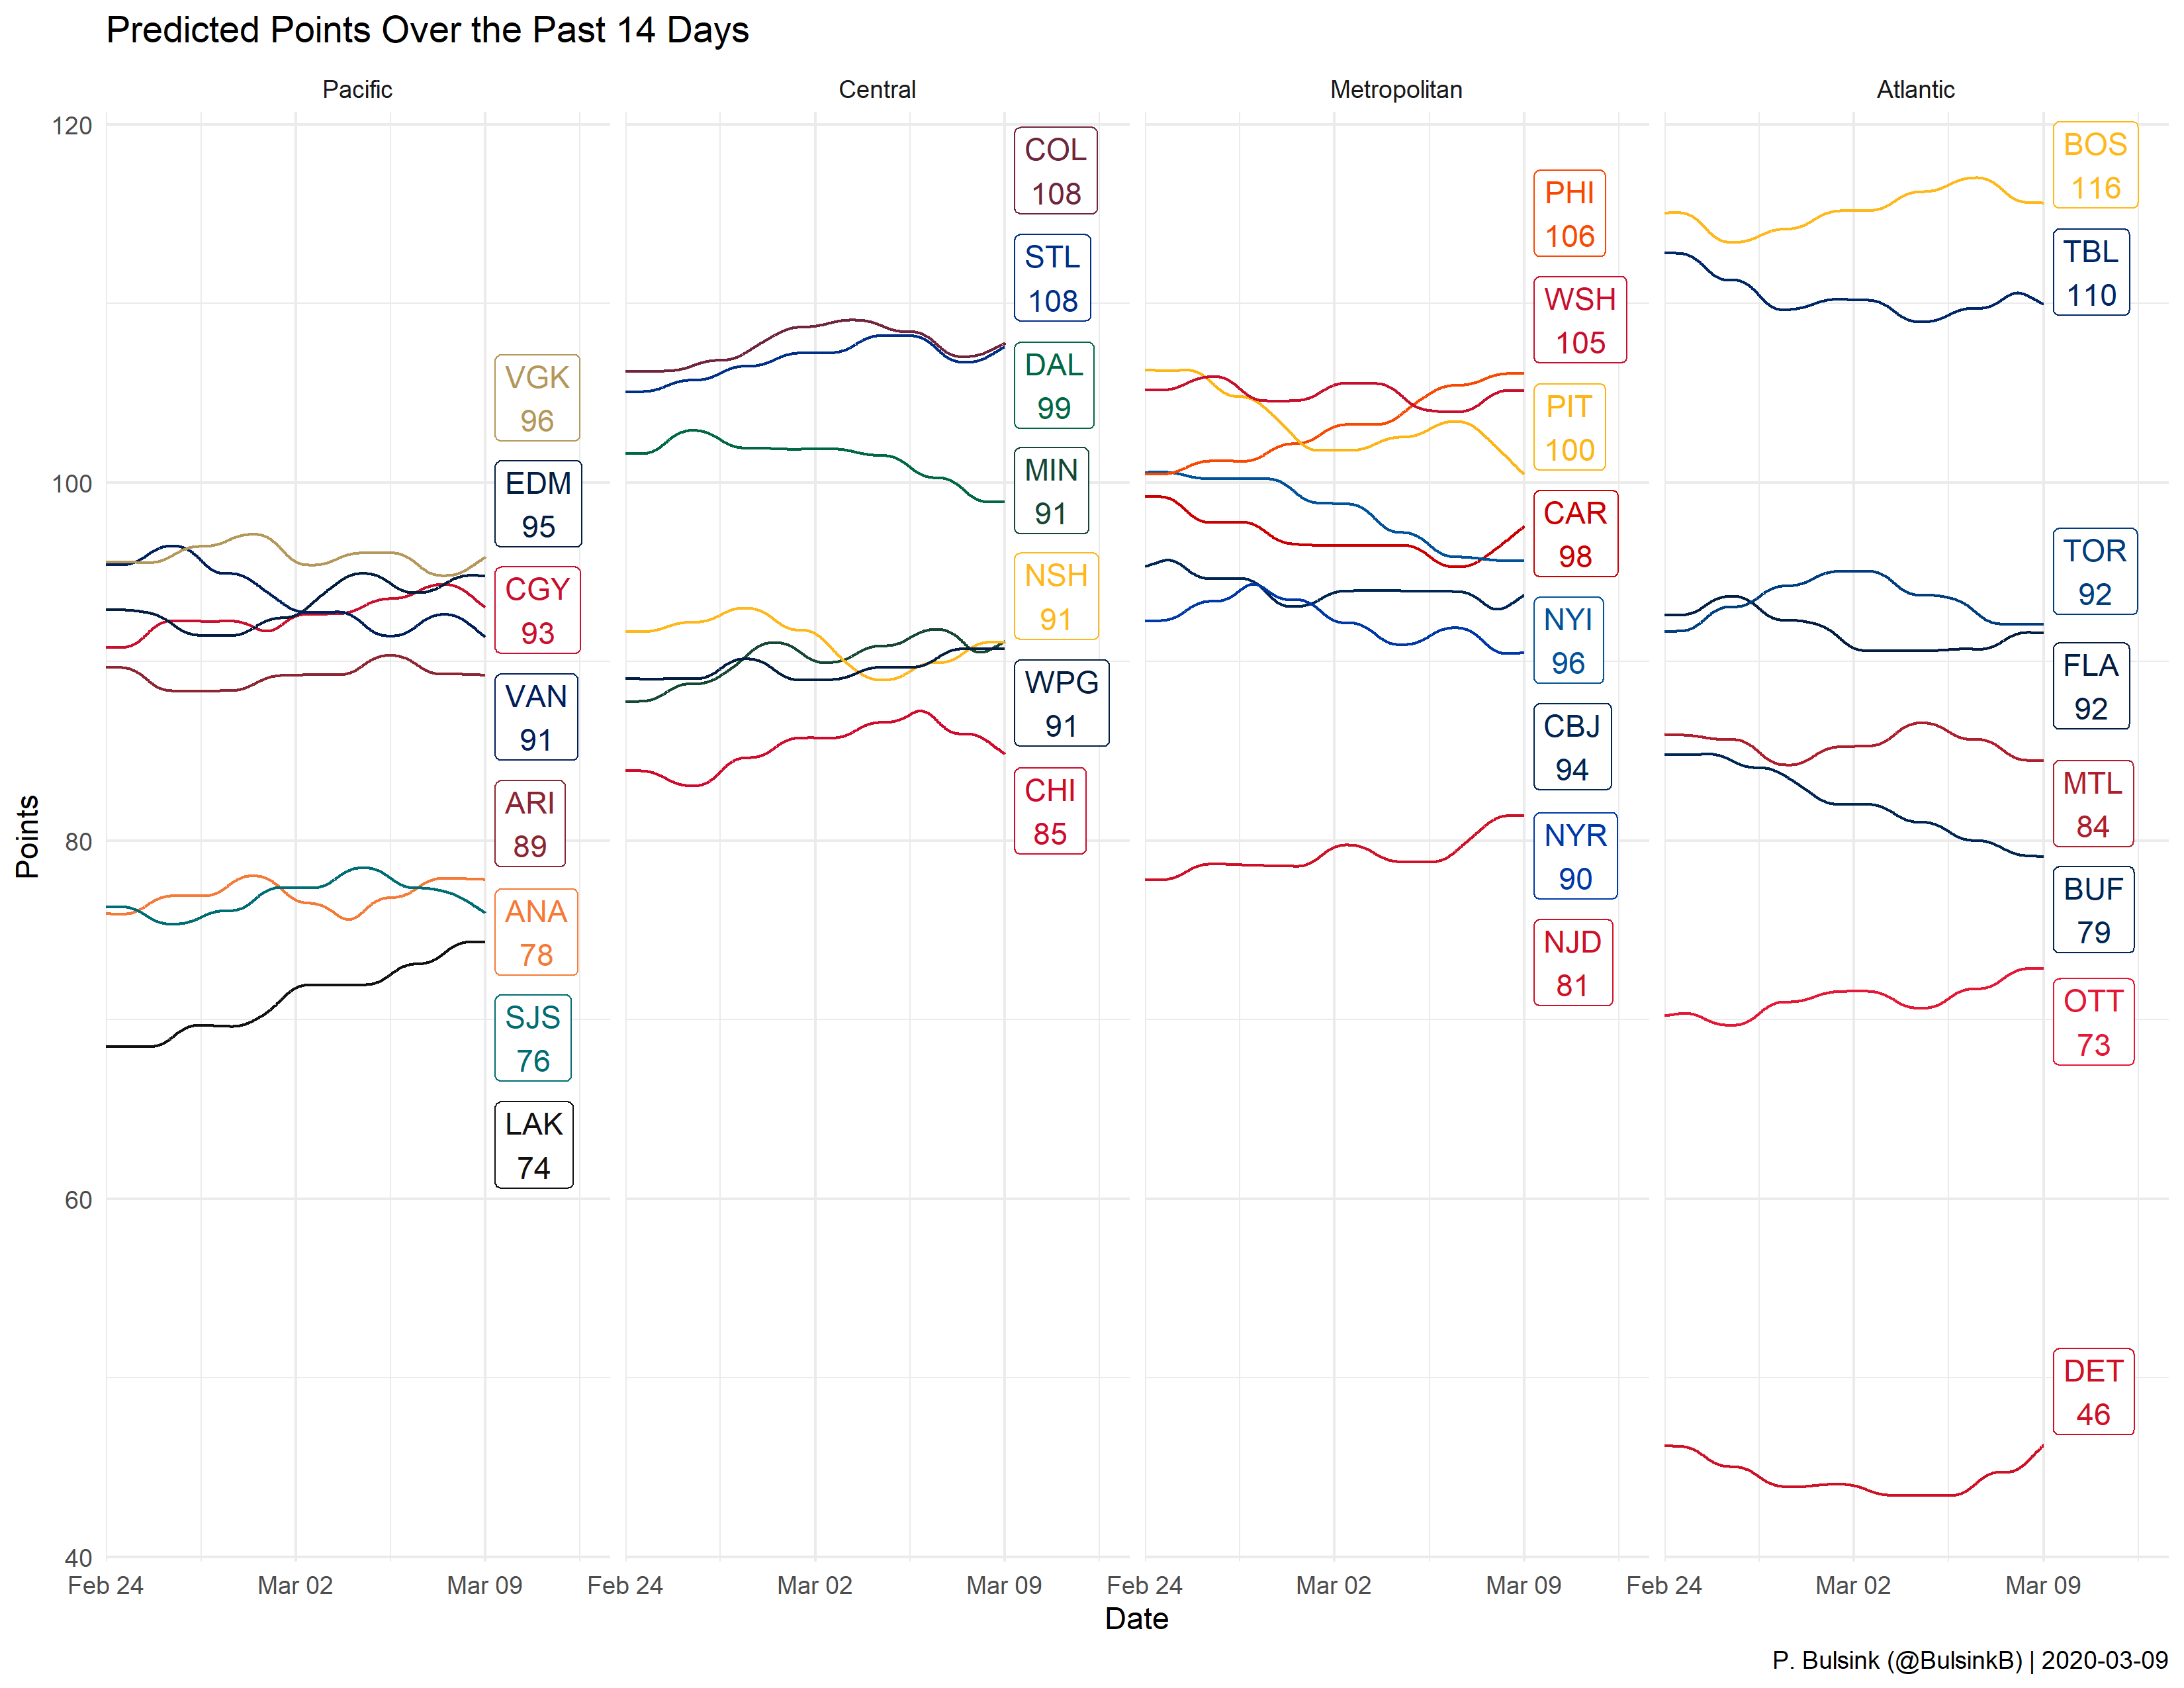 Predicted Points Over the Past 14 Days
Pacific
Central
Metropolitan
Atlantic
Points
120
100
80
60
40
VGK
96
EDM
95
CGY
93
VAN
91
ARI
89
ANA
78
SJS
76
LAK
74
COL
108
STL
108
DAL
99
MIN
91
NSH
91
WPG
91
CHI
85
PHI
106
WSH
105
PIT
100
CAR
98
NYI
96
CBJ
94
NYR
90
NJD
81
BOS
116
TBL
110
TOR
92
FLA
92
MTL
84
BUF
79
OTT
73
DET
46
Feb 24 Mar 02 Mar 09 Feb 24 Mar 02 Mar 09 Feb 24 Mar 02 Mar 09 Feb 24 Mar 02 Mar 09
Date
P. Bulsink (@BulsinkB) | 2020-03-09